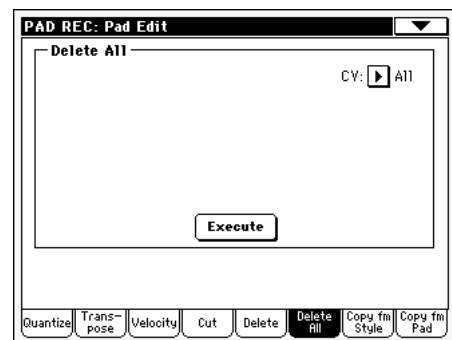 PAD REC: Pad Edit
Delete All
CV: All
Execute
Quantize Trans-pose Velocity Cut Delete Delete All Copy fm Style Copy fm Pad